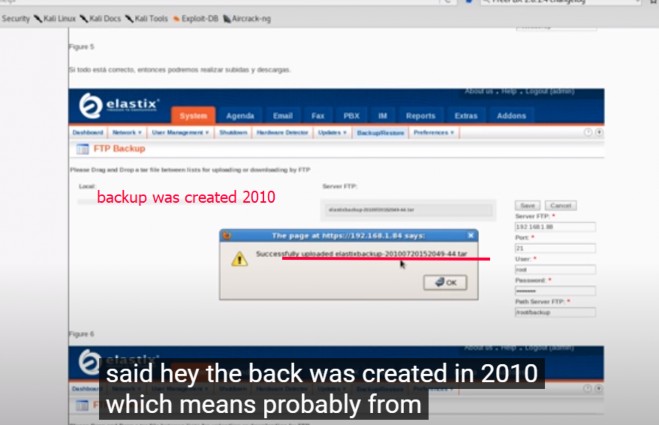 Security Kali Linux Kali Docs Kali Tools Exploit-DB Aircrack-ng
Figure 5
Si todo está correcto, entonces podremos realizar subidas y descargas.
About us - Help - Logout (admin)
elastix
System Agenda Email Fax PBX IM Reports Extras Addons
Dashboard Network User Management Shutdown Hardware Detector Updates Backup/Restore Preferences
FTP Backup
Please Drag and Drop a tar file between lists for uploading or downloading by FTP
Local: Server FTP:
backup was created 2010
elastixbackup-20100720152049-44.tar
Save Cancel
Server FTP: *
192.168.1.88
Port: *
21
User: *
root
Password: *
Path Server FTP: *
/root/backup
The page at https://192.168.1.84 says:
Successfully uploaded elastixbackup-20100720152049-44.tar
OK
Figure 6
elastix
said hey the back was created in 2010
which means probably from